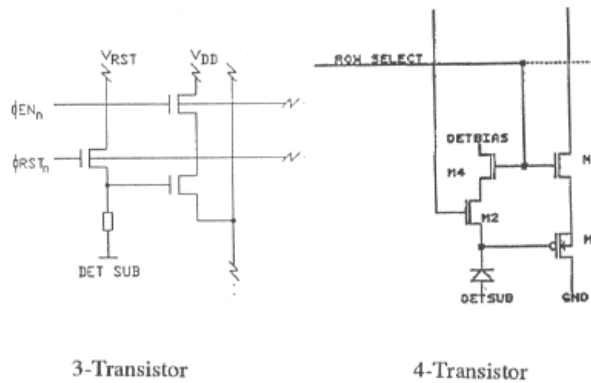 VRST
VDD
ϕENn
ϕRSTn
DET SUB
3-Transistor
ROW SELECT
DETBIAS
M4
M
M2
M
DETSUB
GND
4-Transistor